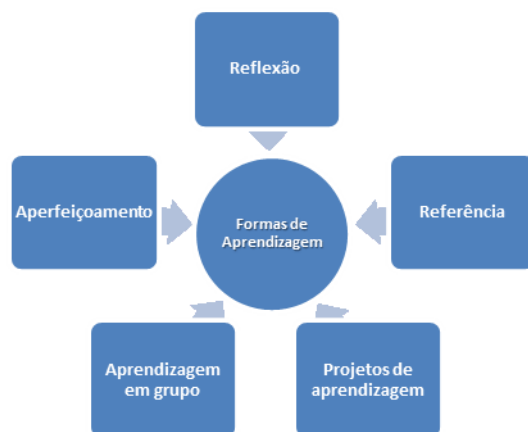 Reflexão
Aperfeiçoamento
Formas de
Aprendizagem
Referência
Aprendizagem
em grupo
Projetos de
aprendizagem